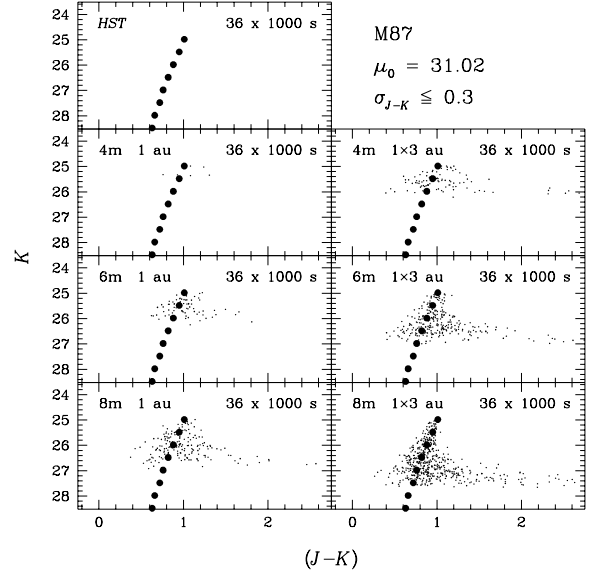 HST 36 x 1000 s
M87
μ₀ = 31.02
σJ−K ≦ 0.3
25
26
27
28
4m 1 au 36 x 1000 s
4m 1×3 au 36 x 1000 s
24
25
26
27
28
K
6m 1 au 36 x 1000 s
6m 1×3 au 36 x 1000 s
24
25
26
27
28
8m 1 au 36 x 1000 s
8m 1×3 au 36 x 1000 s
24
25
26
27
28
0 1 2 0 1 2
(J−K)